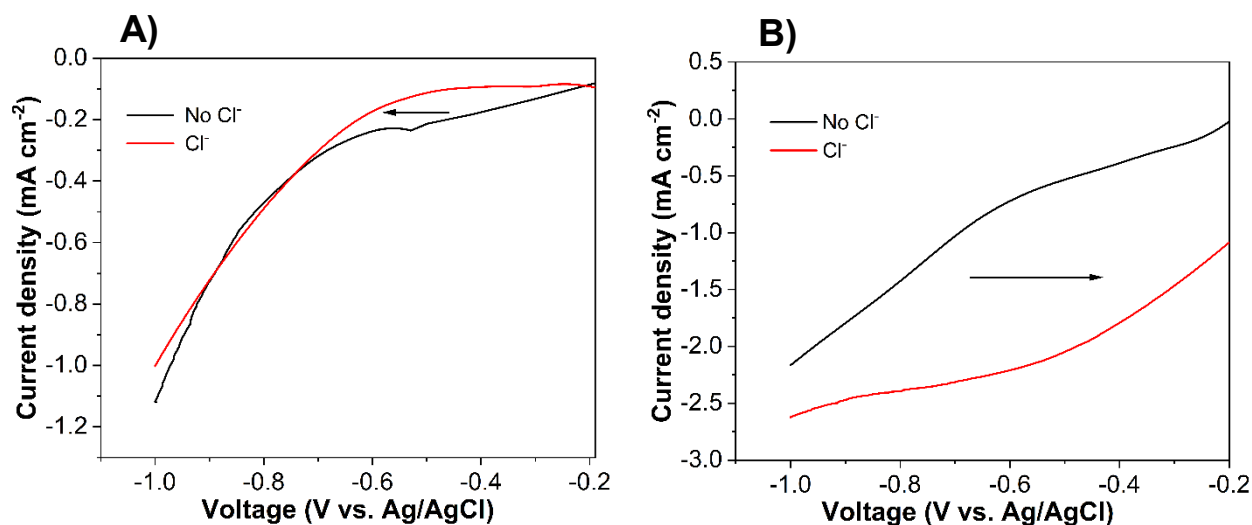 A)
Current density (mA cm⁻²)
0.0
-0.2
-0.4
-0.6
-0.8
-1.0
-1.2
No Cl⁻
Cl⁻
-1.0 -0.8 -0.6 -0.4 -0.2
Voltage (V vs. Ag/AgCl)
B)
Current density (mA cm⁻²)
0.5
0.0
-0.5
-1.0
-1.5
-2.0
-2.5
-3.0
No Cl⁻
Cl⁻
-1.0 -0.8 -0.6 -0.4 -0.2
Voltage (V vs. Ag/AgCl)